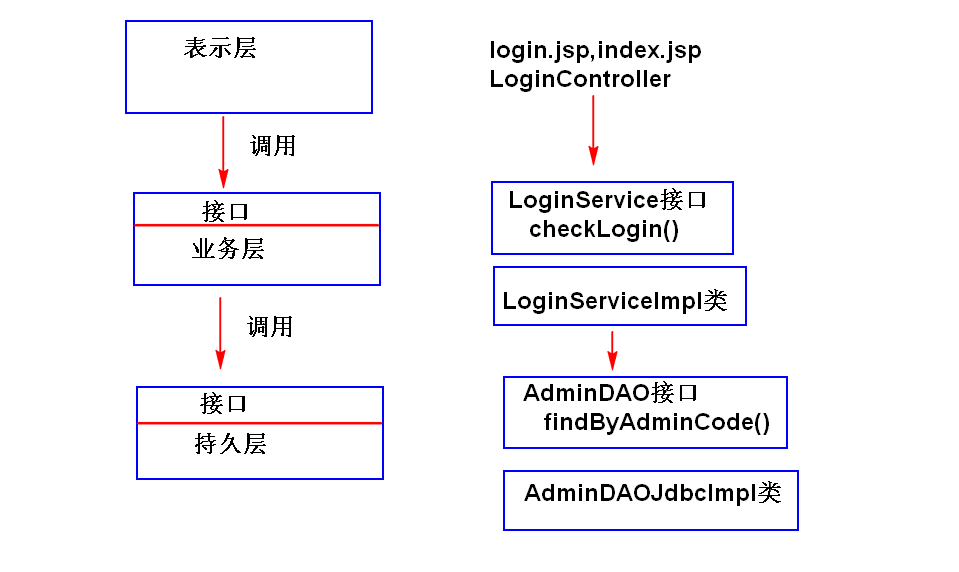 表示层
调用
接口
业务层
调用
接口
持久层
login.jsp,index.jsp
LoginController
LoginService接口
checkLogin()
LoginServiceImpl类
AdminDAO接口
findByAdminCode()
AdminDAOJdbcImpl类